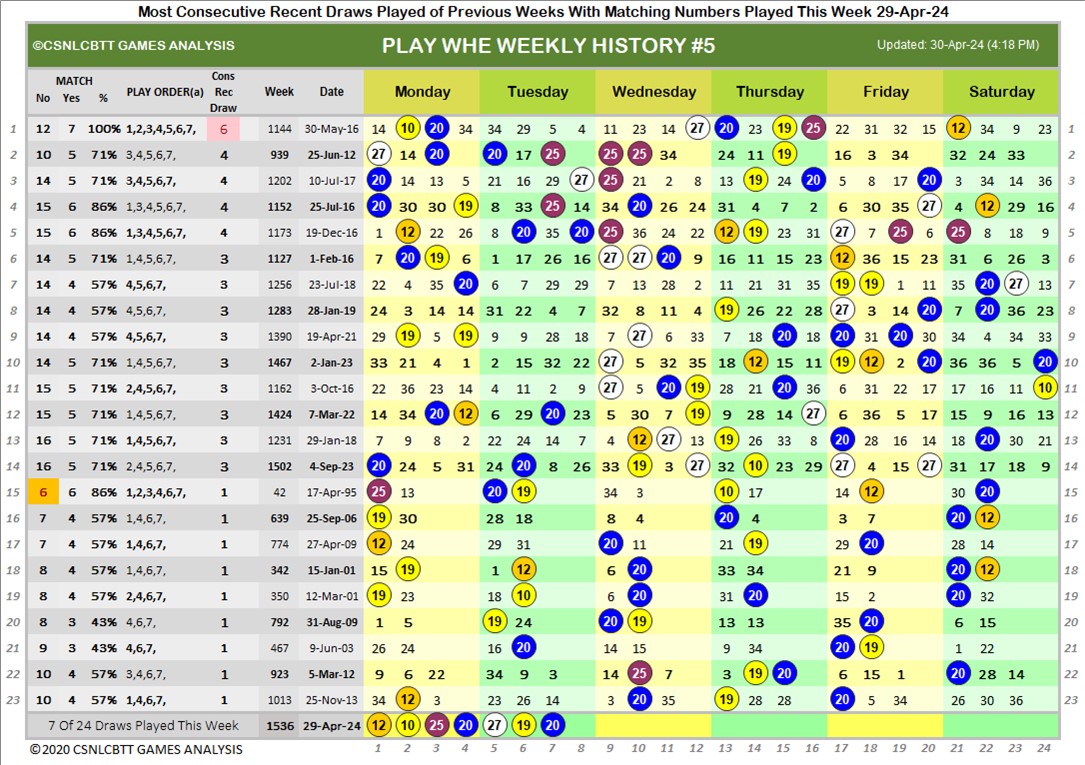 Most Consecutive Recent Draws Played of Previous Weeks With Matching Numbers Played This Week 29-Apr-24
©CSNLCBTT GAMES ANALYSIS PLAY WHE WEEKLY HISTORY #5 Updated: 30-Apr-24 (4:18 PM)
No MATCH Yes % PLAY ORDER(a) Cons Rec Draw Week Date Monday Tuesday Wednesday Thursday Friday Saturday
1 12 7 100% 1,2,3,4,5,6,7, 6 1144 30-May-16 14 10 20 34 34 29 5 4 11 23 14 12 27 20 23 19 16 25 22 31 32 15 12 34 9 23 1
2 10 5 71% 3,4,5,6,7, 4 939 25-Jun-12 27 14 20 20 17 25 25 25 34 24 11 19 16 3 34 32 24 33 2
3 14 5 71% 3,4,5,6,7, 4 1202 10-Jul-17 20 14 13 5 21 16 29 8 27 25 21 2 8 13 19 24 20 5 8 17 20 3 34 14 36 3
4 15 6 86% 1,3,4,5,6,7, 4 1152 25-Jul-16 20 30 30 19 8 33 25 14 34 20 26 24 31 4 7 2 6 30 35 20 27 4 12 29 16 4
5 15 6 86% 1,3,4,5,6,7, 4 1173 19-Dec-16 1 12 22 26 8 20 35 8 20 25 36 24 22 12 19 23 31 27 7 19 25 6 25 8 18 9 5
6 14 5 71% 1,4,5,6,7, 3 1127 1-Feb-16 7 20 19 6 1 17 26 16 27 27 20 9 16 11 15 23 12 36 15 23 31 6 26 3 6
7 14 4 57% 4,5,6,7, 3 1256 23-Jul-18 22 4 35 20 6 7 29 29 7 13 28 2 11 21 31 35 19 19 1 11 35 20 27 13 7
8 14 4 57% 4,5,6,7, 3 1283 28-Jan-19 24 3 14 14 31 22 4 7 32 8 11 4 19 26 22 28 27 3 14 20 7 20 36 23 8
9 14 4 57% 4,5,6,7, 3 1390 19-Apr-21 29 19 5 19 9 9 28 18 7 27 6 33 7 18 20 18 20 31 20 30 34 4 34 33 9
10 14 5 71% 1,4,5,6,7, 3 1467 2-Jan-23 33 21 4 1 2 15 32 22 27 5 32 35 18 12 15 11 19 12 2 20 36 36 5 20 10
11 15 5 71% 2,4,5,6,7, 3 1162 3-Oct-16 22 36 23 14 4 11 2 9 27 5 20 19 28 21 20 36 6 31 22 17 17 16 11 10 11
12 15 5 71% 1,4,5,6,7, 3 1424 7-Mar-22 14 34 20 12 6 29 20 23 5 30 7 19 9 28 14 27 6 36 5 17 15 9 16 13 12
13 16 5 71% 1,4,5,6,7, 3 1231 29-Jan-18 7 9 8 2 22 24 14 7 4 12 27 13 19 26 33 8 20 28 16 14 18 20 30 21 13
14 16 5 71% 2,4,5,6,7, 3 1502 4-Sep-23 20 24 5 31 24 20 8 26 33 19 3 12 27 32 10 23 29 27 4 15 20 27 31 17 18 9 14
15 6 6 86% 1,2,3,4,6,7, 1 42 17-Apr-95 25 13 20 19 34 3 10 17 14 12 30 20 15
16 7 4 57% 1,4,6,7, 1 639 25-Sep-06 19 30 28 18 8 4 20 4 3 7 20 12 16
17 7 4 57% 1,4,6,7, 1 774 27-Apr-09 12 24 29 31 20 11 21 19 29 20 28 14 17
18 8 4 57% 1,4,6,7, 1 342 15-Jan-01 15 19 1 12 6 20 33 34 21 9 20 12 18
19 8 4 57% 2,4,6,7, 1 350 12-Mar-01 19 23 18 10 6 20 31 20 15 2 20 32 19
20 8 3 43% 4,6,7, 1 792 31-Aug-09 1 5 19 24 20 19 13 13 35 20 6 15 20
21 9 3 43% 4,6,7, 1 467 9-Jun-03 26 24 16 20 14 15 9 34 20 19 1 22 21
22 10 4 57% 3,4,6,7, 1 923 5-Mar-12 9 6 22 34 9 3 14 25 7 3 19 20 6 15 1 20 28 14 22
23 10 4 57% 1,4,6,7, 1 1013 25-Nov-13 34 12 3 23 26 14 3 20 35 19 28 8 20 5 34 26 30 36 23
7 Of 24 Draws Played This Week 1536 29-Apr-24 12 10 25 20 27 19 20
©2020 CSNLCBTT GAMES ANALYSIS 1 2 3 4 5 6 7 8 9 10 11 12 13 14 15 16 17 18 19 20 21 22 23 24